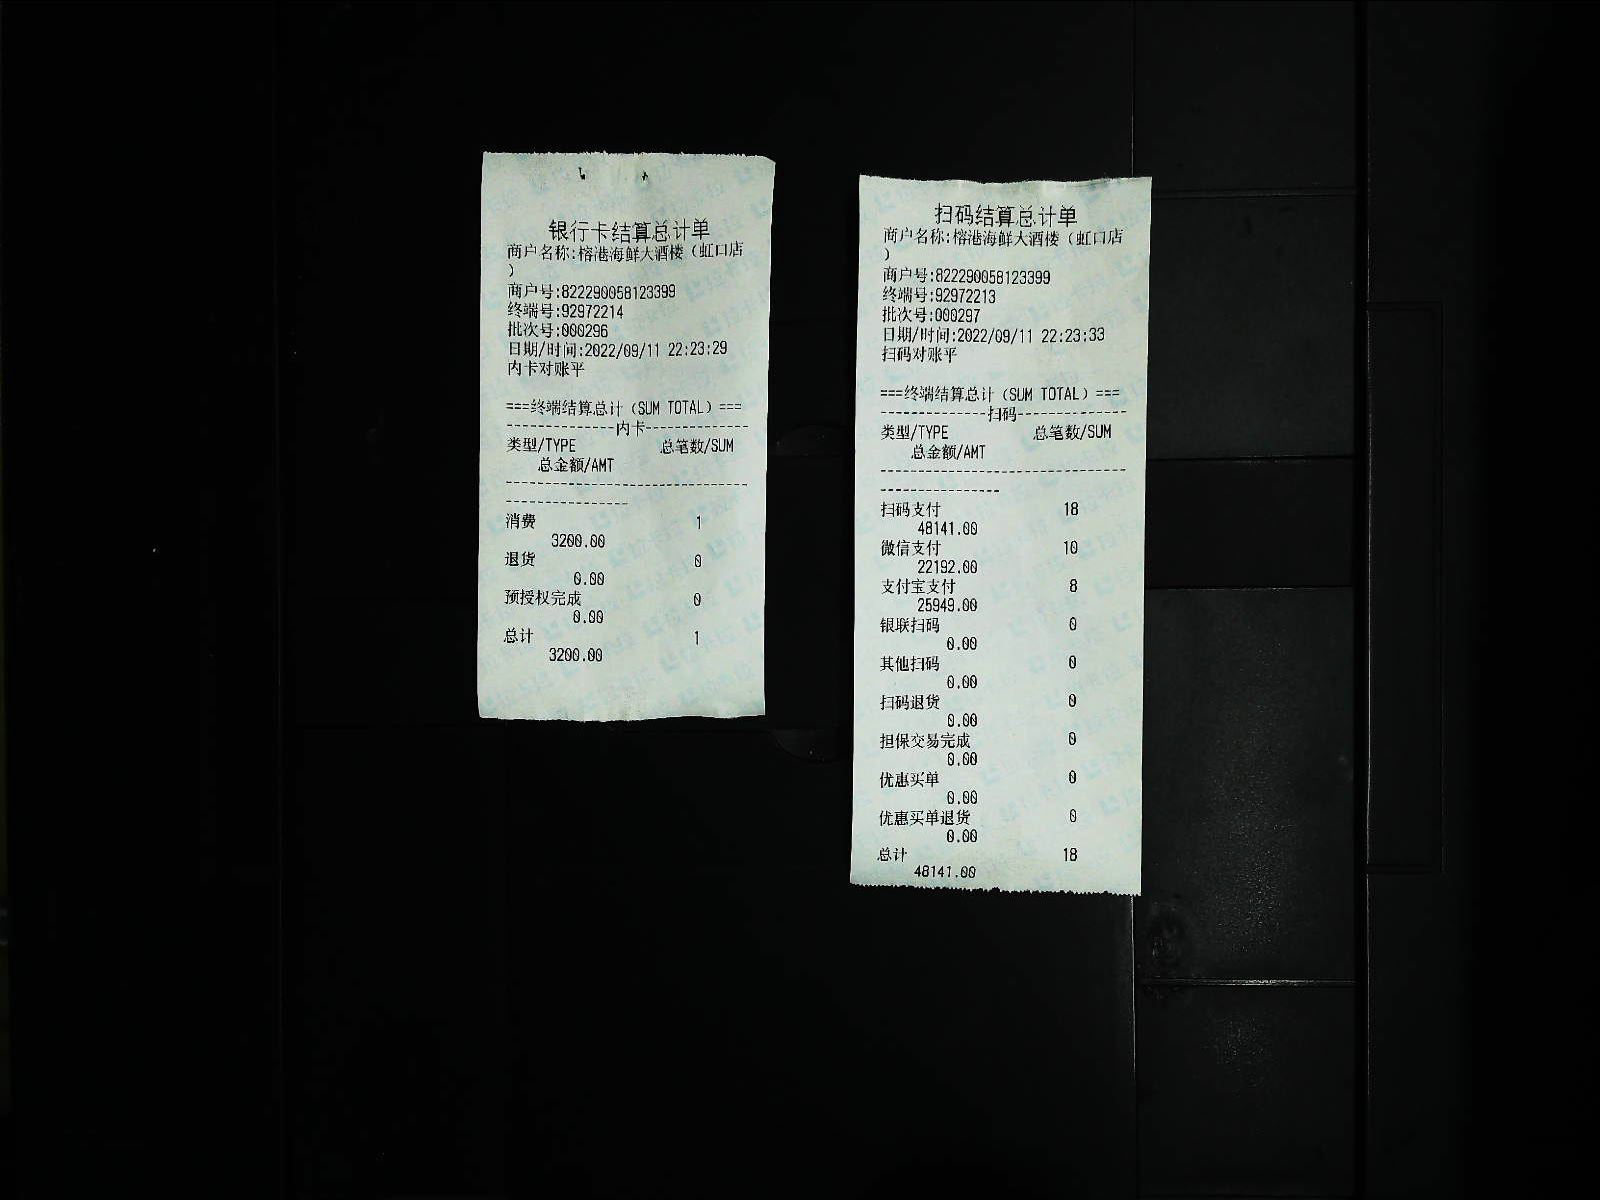 银行卡结算总计单
商户名称:榕港海鲜大酒楼（虹口店
）
商户号:822290058123399
终端号:92972214
批次号:000296
日期/时间:2022/09/11 22:23:29
内卡对账平
===终端结算总计（SUM TOTAL）===
--------------内卡--------------
类型/TYPE 总笔数/SUM
总金额/AMT
--------------------------------
----------------
消费 1
3200.00
退货 0
0.00
预授权完成 0
0.00
总计 1
3200.00
扫码结算总计单
商户名称:榕港海鲜大酒楼（虹口店
）
商户号:822290058123399
终端号:92972213
批次号:000297
日期/时间:2022/09/11 22:23:33
扫码对账平
===终端结算总计（SUM TOTAL）===
--------------扫码--------------
类型/TYPE 总笔数/SUM
总金额/AMT
--------------------------------
----------------
扫码支付 18
48141.00
微信支付 10
22192.00
支付宝支付 8
25949.00
银联扫码 0
0.00
其他扫码 0
0.00
扫码退货 0
0.00
担保交易完成 0
0.00
优惠买单 0
0.00
优惠买单退货 0
0.00
总计 18
48141.00